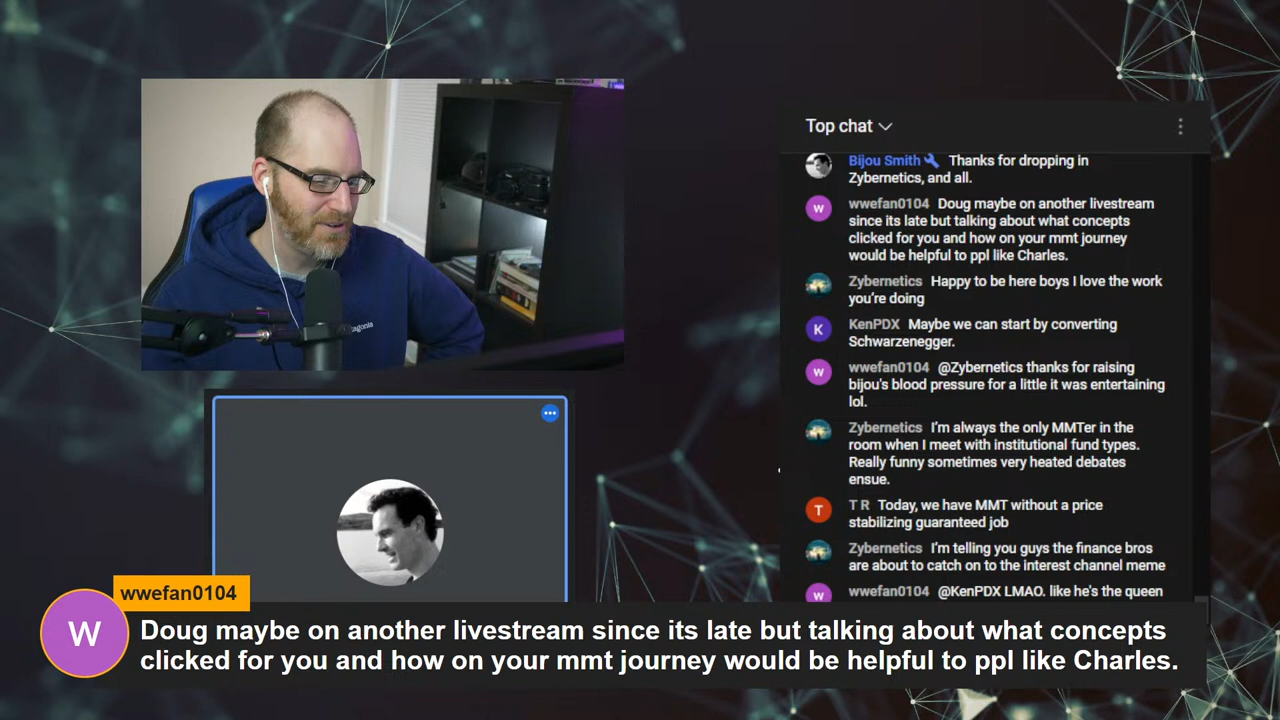 Top chat
Bijou Smith Thanks for dropping in
Zybernetics, and all.
wwefan0104 Doug maybe on another livestream
since its late but talking about what concepts
clicked for you and how on your mmt journey
would be helpful to ppl like Charles.
Zybernetics Happy to be here boys I love the work
you're doing
K
KenPDX Maybe we can start by converting
Schwarzenegger.
W
wwefan0104 @Zybernetics thanks for raising
bijou's blood pressure for a little it was entertaining
lol.
Zybernetics I'm always the only MMTer in the
room when I meet with institutional fund types.
Really funny sometimes very heated debates
ensue.
T
T R Today, we have MMT without a price
stabilizing guaranteed job
Zybernetics I'm telling you guys the finance bros
are about to catch on to the interest channel meme
W
wwefan0104 @KenPDX LMAO. like he's the queen
wwefan0104
W
Doug maybe on another livestream since its late but talking about what concepts
clicked for you and how on your mmt journey would be helpful to ppl like Charles.